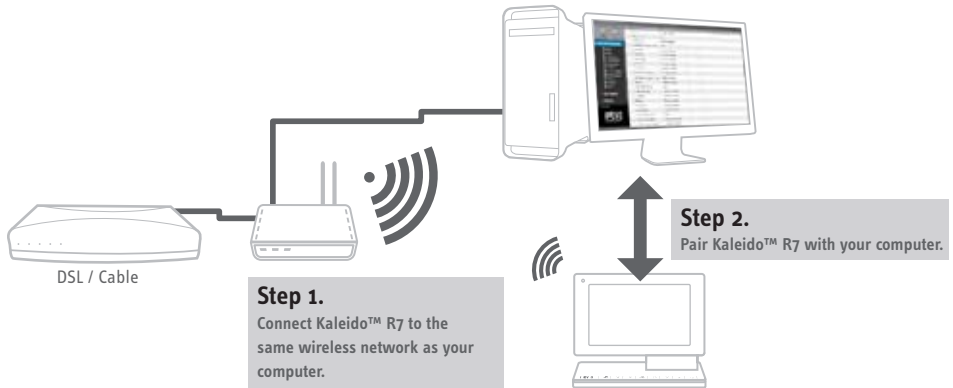 DSL / Cable
Step 1.
Connect Kaleido™ R7 to the
same wireless network as your
computer.
Step 2.
Pair Kaleido™ R7 with your computer.